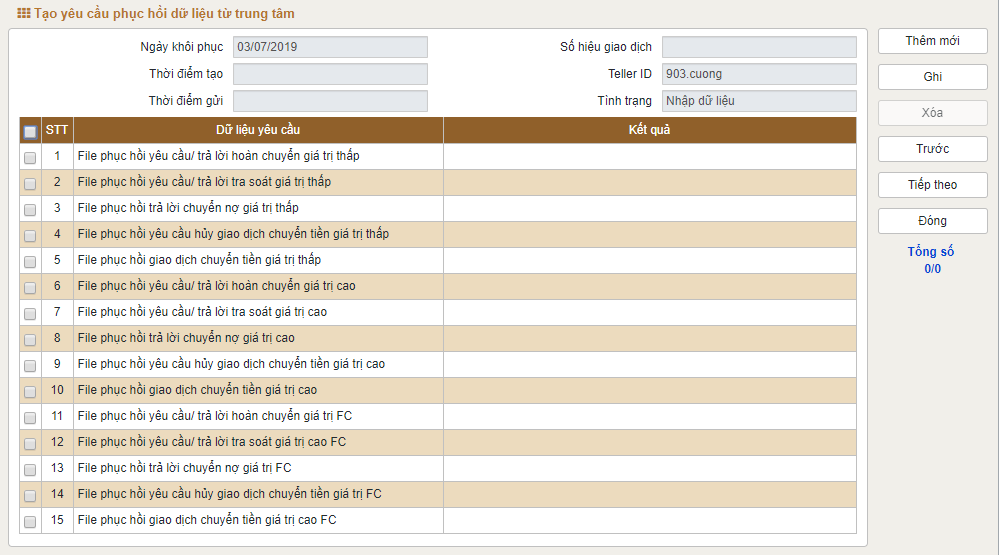 Tạo yêu cầu phục hồi dữ liệu từ trung tâm
Ngày khôi phục 03/07/2019 Số hiệu giao dịch
Thời điểm tạo Teller ID 903.cuong
Thời điểm gửi Tình trạng Nhập dữ liệu
STT Dữ liệu yêu cầu Kết quả
1 File phục hồi yêu cầu/ trả lời hoàn chuyển giá trị thấp
2 File phục hồi yêu cầu/ trả lời tra soát giá trị thấp
3 File phục hồi trả lời chuyển nợ giá trị thấp
4 File phục hồi yêu cầu hủy giao dịch chuyển tiền giá trị thấp
5 File phục hồi giao dịch chuyển tiền giá trị thấp
6 File phục hồi yêu cầu/ trả lời hoàn chuyển giá trị cao
7 File phục hồi yêu cầu/ trả lời tra soát giá trị cao
8 File phục hồi trả lời chuyển nợ giá trị cao
9 File phục hồi yêu cầu hủy giao dịch chuyển tiền giá trị cao
10 File phục hồi giao dịch chuyển tiền giá trị cao
11 File phục hồi yêu cầu/ trả lời hoàn chuyển giá trị FC
12 File phục hồi yêu cầu/ trả lời tra soát giá trị cao FC
13 File phục hồi trả lời chuyển nợ giá trị FC
14 File phục hồi yêu cầu hủy giao dịch chuyển tiền giá trị FC
15 File phục hồi giao dịch chuyển tiền giá trị cao FC
Thêm mới
Ghi
Xóa
Trước
Tiếp theo
Đóng
Tổng số
0/0